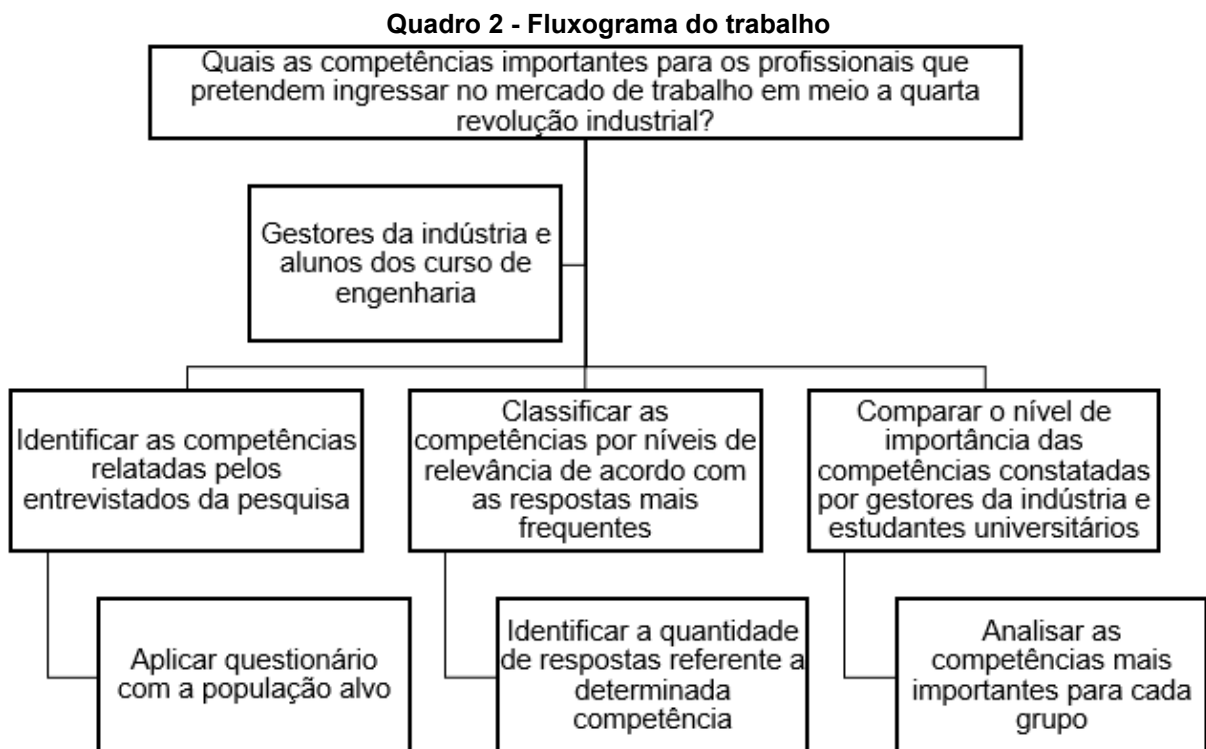 Quadro 2 - Fluxograma do trabalho
Quais as competências importantes para os profissionais que
pretendem ingressar no mercado de trabalho em meio a quarta
revolução industrial?
Gestores da indústria e
alunos dos curso de
engenharia
Identificar as competências
relatadas pelos
entrevistados da pesquisa
Classificar as
competências por níveis de
relevância de acordo com
as respostas mais
frequentes
Comparar o nível de
importância das
competências constatadas
por gestores da indústria e
estudantes universitários
Aplicar questionário
com a população alvo
Identificar a quantidade
de respostas referente a
determinada
competência
Analisar as
competências mais
importantes para cada
grupo